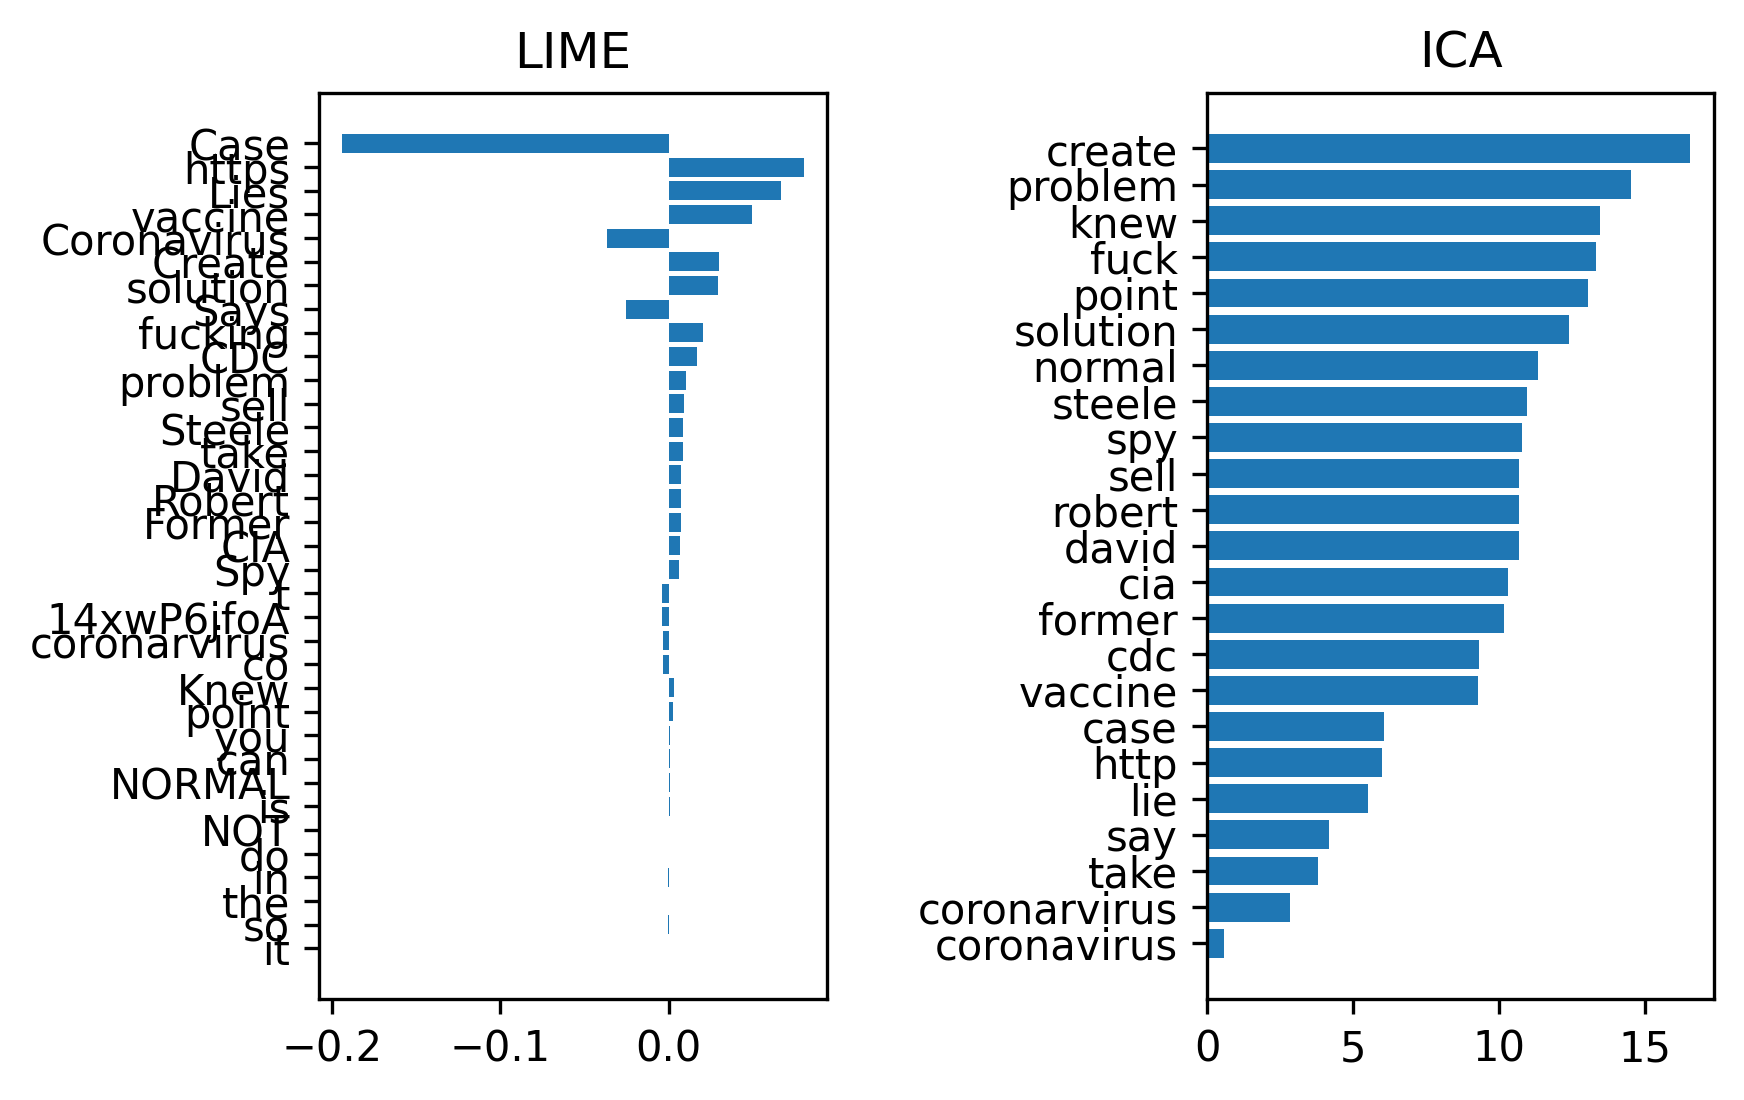 LIME
Case
https
Lies
vaccine
Coronavirus
Create
solution
Says
fucking
CDC
problem
sell
Steele
take
David
Robert
Former
CIA
Spy
t
14xwP6jfoA
coronarvirus
co
Knew
point
you
can
NORMAL
is
NOT
do
in
the
so
it
−0.2 −0.1 0.0
ICA
create
problem
knew
fuck
point
solution
normal
steele
spy
sell
robert
david
cia
former
cdc
vaccine
case
http
lie
say
take
coronarvirus
coronavirus
0 5 10 15